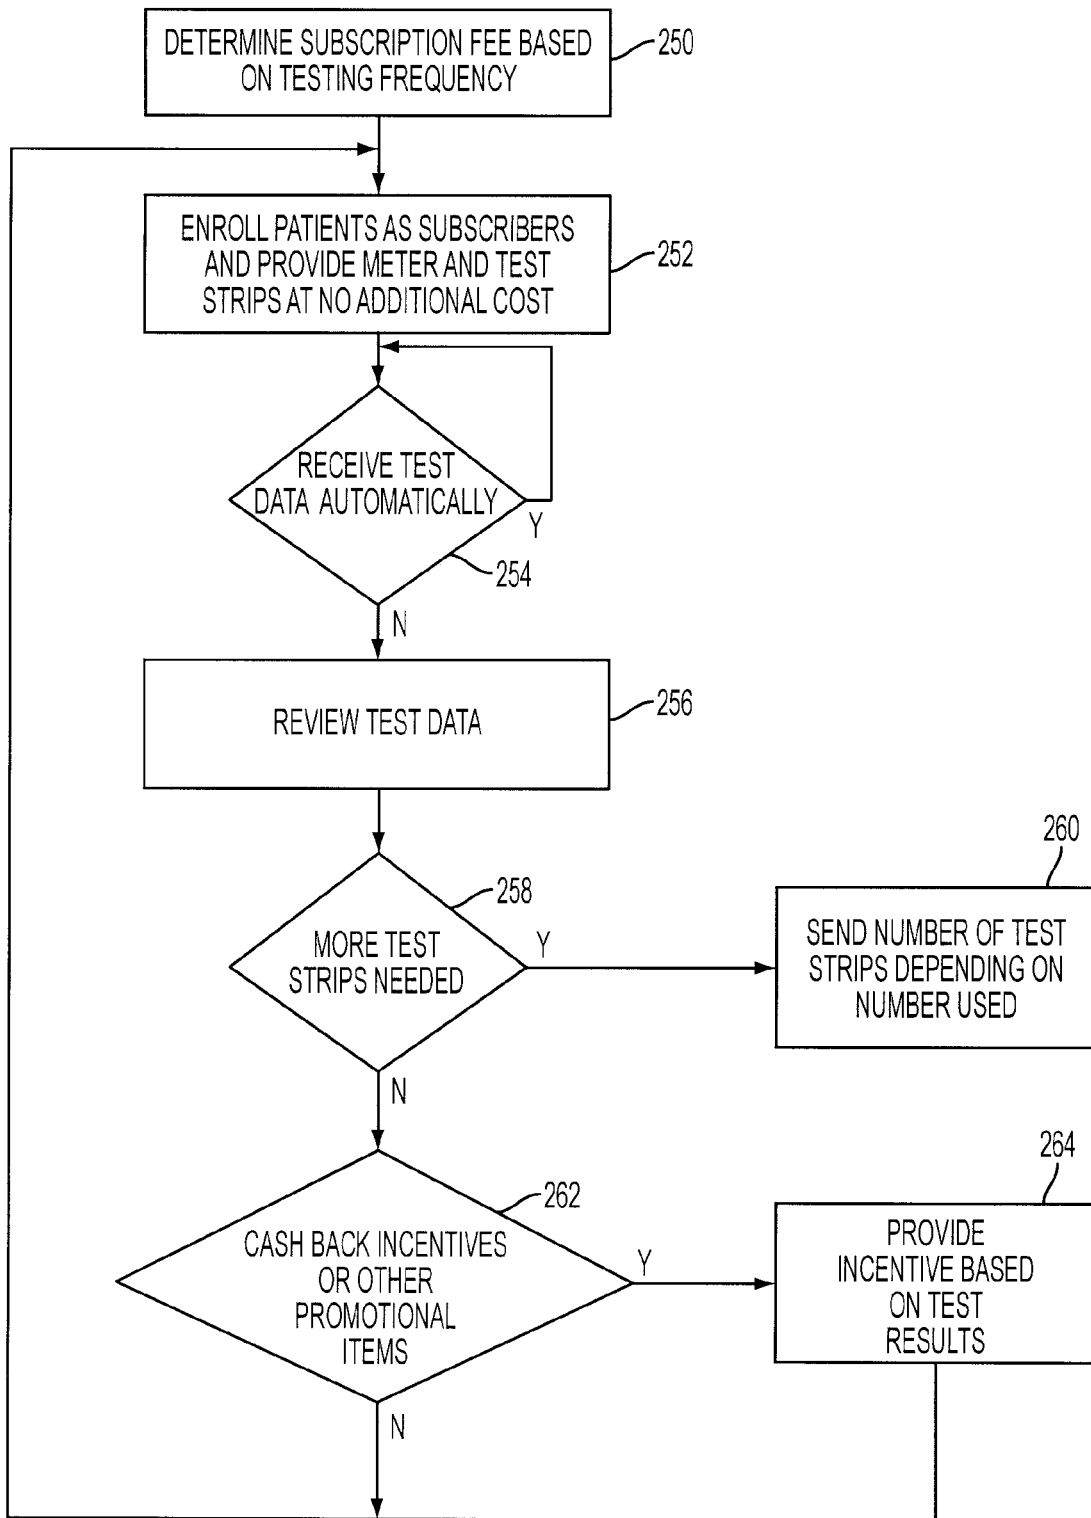 DETERMINE SUBSCRIPTION FEE BASED
ON TESTING FREQUENCY
250
ENROLL PATIENTS AS SUBSCRIBERS
AND PROVIDE METER AND TEST
STRIPS AT NO ADDITIONAL COST
252
RECEIVE TEST
DATA AUTOMATICALLY
Y
254
N
REVIEW TEST DATA
256
258
MORE TEST
STRIPS NEEDED
Y
260
SEND NUMBER OF TEST
STRIPS DEPENDING ON
NUMBER USED
N
262
CASH BACK INCENTIVES
OR OTHER
PROMOTIONAL
ITEMS
Y
264
PROVIDE
INCENTIVE BASED
ON TEST
RESULTS
N